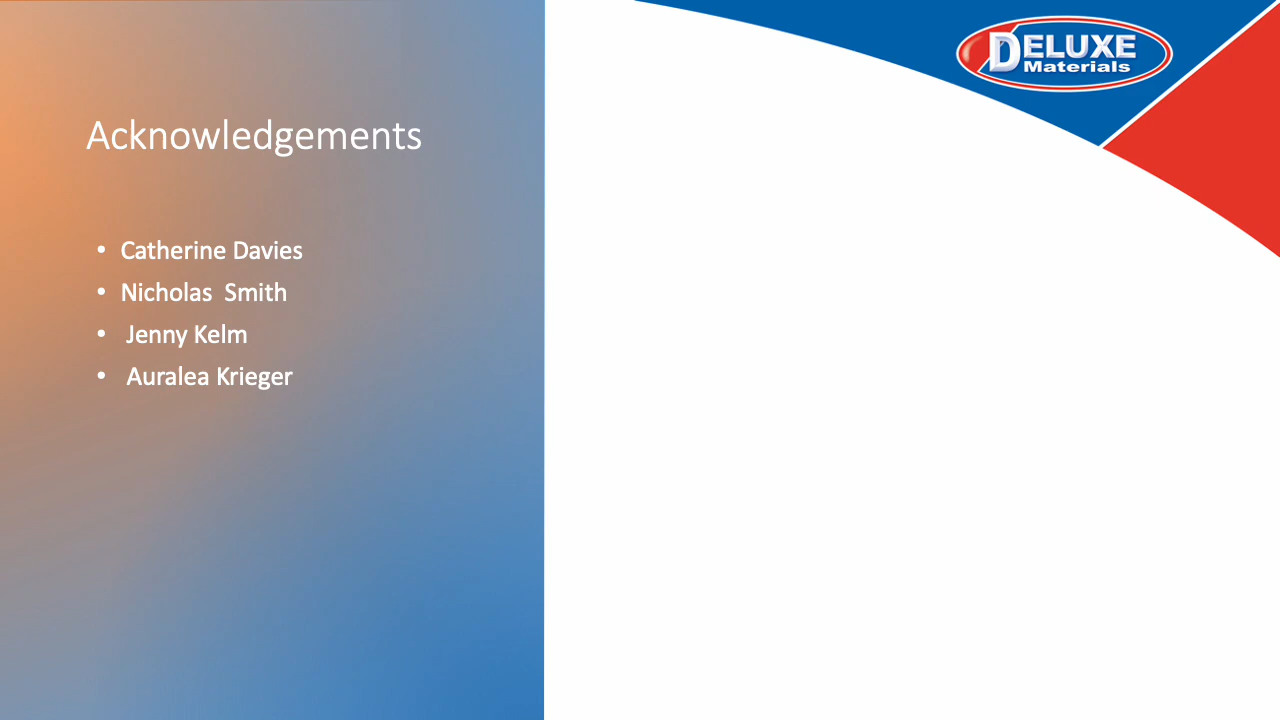 DELUXE
Materials
Acknowledgements
• Catherine Davies
• Nicholas  Smith
• Jenny Kelm
• Auralea Krieger